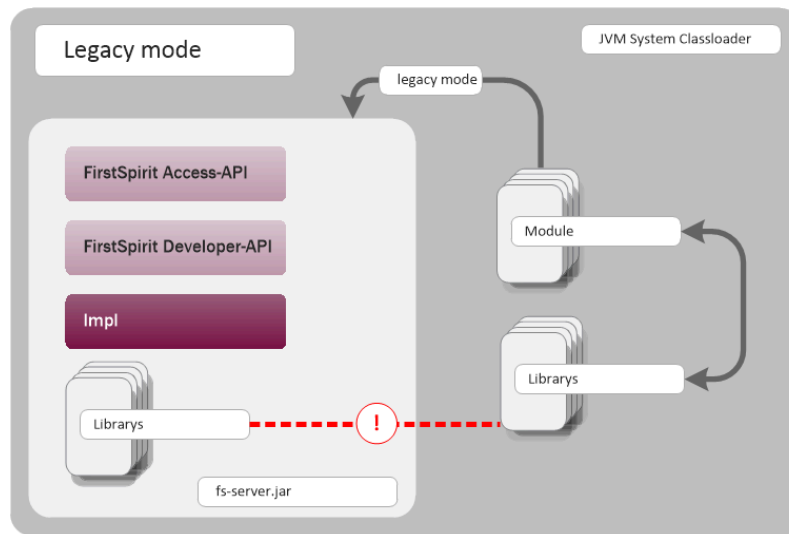 Legacy mode
JVM System Classloader
legacy mode
FirstSpirit Access-API
FirstSpirit Developer-API
Module
Impl
Librarys
Librarys
!
fs-server.jar